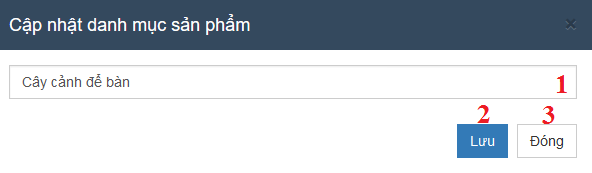 Cập nhật danh mục sản phẩm ×
Cây cảnh để bàn 1
2 3
Lưu Đóng